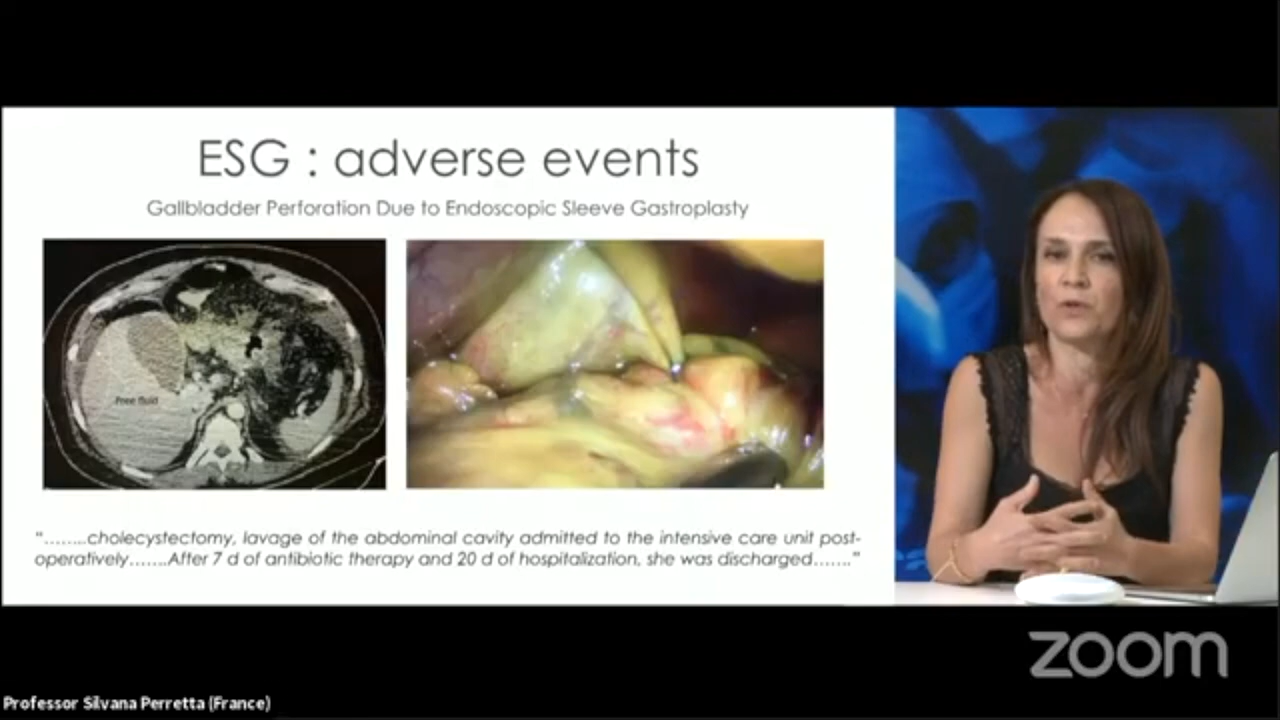 ESG : adverse events
Gallbladder Perforation Due to Endoscopic Sleeve Gastroplasty
Free fluid
“……..cholecystectomy, lavage of the abdominal cavity admitted to the intensive care unit post-
operatively…….After 7 d of antibiotic therapy and 20 d of hospitalization, she was discharged…….”
zoom
Professor Silvana Perretta (France)